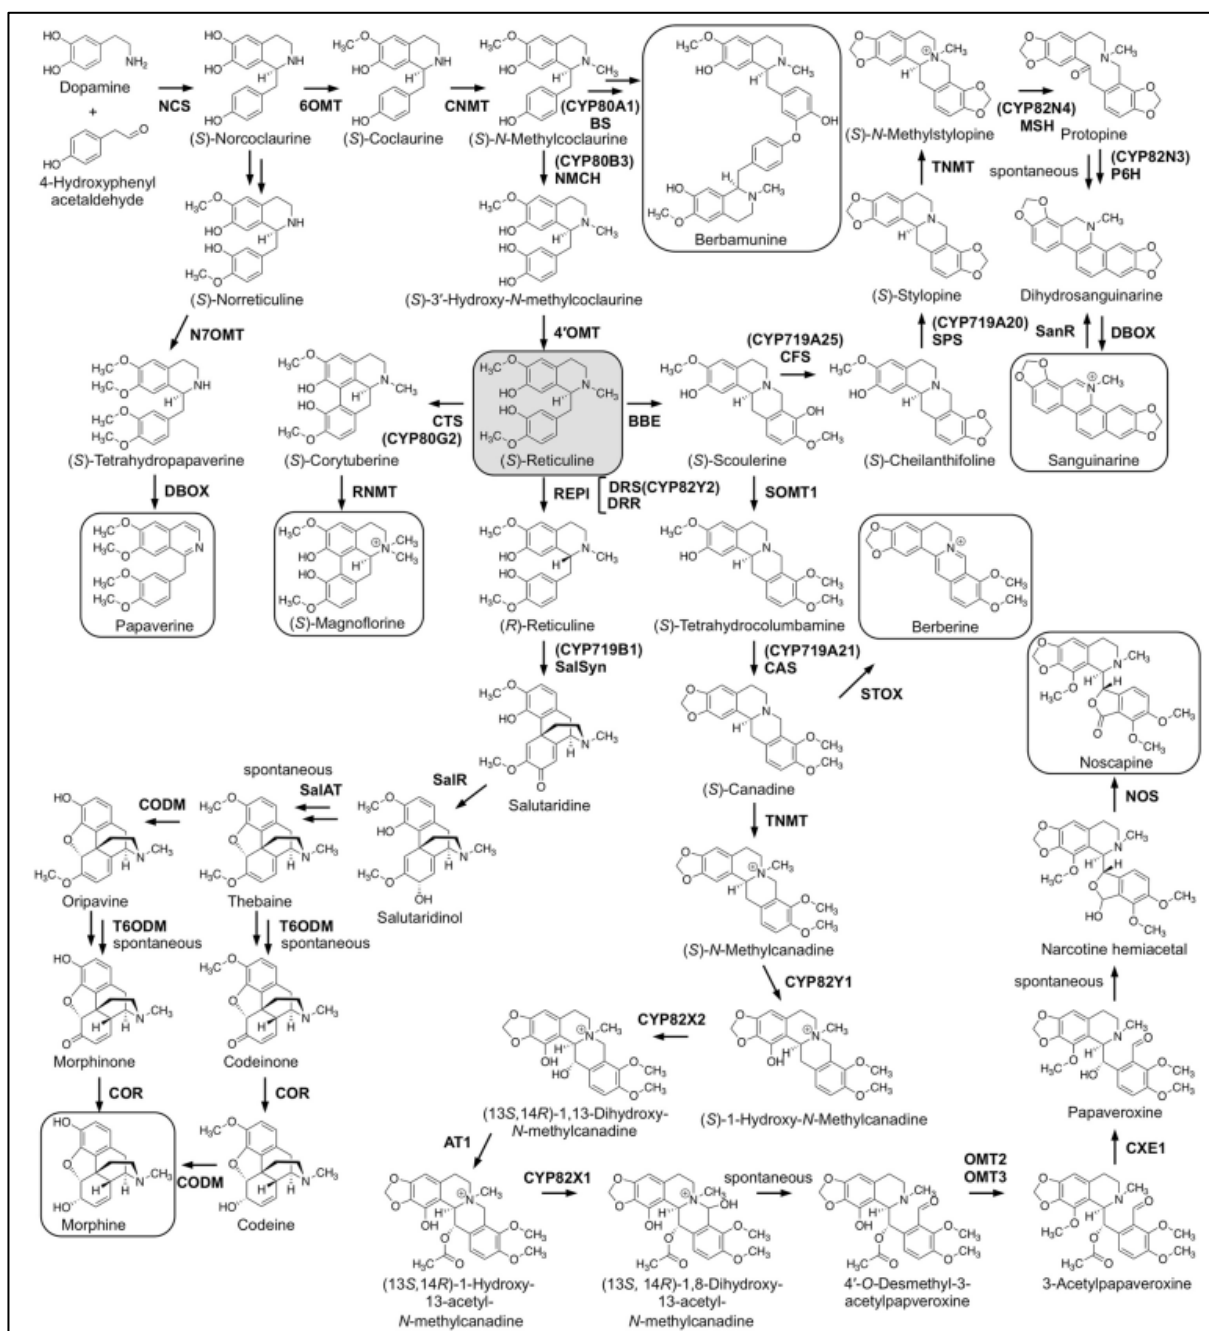 Dopamine
+
4-Hydroxyphenyl
acetaldehyde
NCS
(S)-Norcoclaurine
6OMT
(S)-Coclaurine
CNMT
(S)-N-Methylcoclaurine
(CYP80A1)
BS
Berbamunine
(CYP80B3)
NMCH
(S)-Norreticuline
(S)-3′-Hydroxy-N-methylcoclaurine
(S)-N-Methylstylopine
(CYP82N4)
MSH
Protopine
TNMT
spontaneous
(CYP82N3)
P6H
(S)-Stylopine
Dihydrosanguinarine
N7OMT
4′OMT
(CYP719A25)
CFS
(CYP719A20)
SPS
SanR
DBOX
(S)-Tetrahydropapaverine
(S)-Corytuberine
CTS
(CYP80G2)
(S)-Reticuline
BBE
(S)-Scoulerine
(S)-Cheilanthifoline
Sanguinarine
DBOX
RNMT
REPI
DRS(CYP82Y2)
DRR
SOMT1
Papaverine
(S)-Magnoflorine
(R)-Reticuline
(S)-Tetrahydrocolumbamine
Berberine
(CYP719B1)
SalSyn
(CYP719A21)
CAS
STOX
Salutaridine
(S)-Canadine
Noscapine
SalR
spontaneous
SalAT
CODM
TNMT
NOS
Oripavine
Thebaine
Salutaridinol
T6ODM
spontaneous
T6ODM
spontaneous
(S)-N-Methylcanadine
Narcotine hemiacetal
CYP82Y1
spontaneous
Morphinone
Codeinone
CYP82X2
COR
COR
(13S,14R)-1,13-Dihydroxy-
N-methylcanadine
(S)-1-Hydroxy-N-Methylcanadine
Papaveroxine
AT1
CYP82X1
spontaneous
OMT2
OMT3
CXE1
CODM
Morphine
Codeine
(13S,14R)-1-Hydroxy-
13-acetyl-
N-methylcanadine
(13S, 14R)-1,8-Dihydroxy-
13-acetyl-
N-methylcanadine
4′-O-Desmethyl-3-
acetylpapveroxine
3-Acetylpapaveroxine